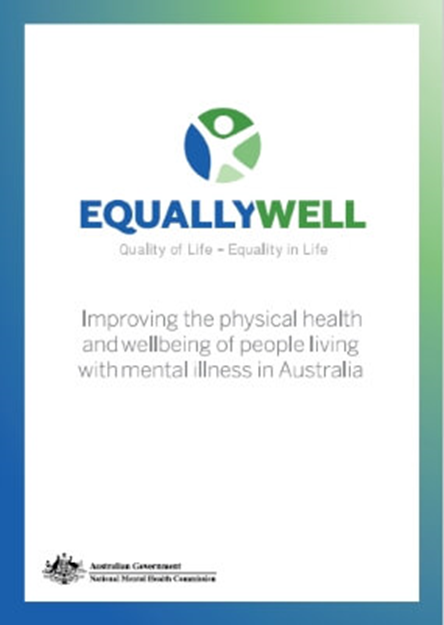 EQUALLYWELL
Quality of Life – Equality in Life
Improving the physical health
and wellbeing of people living
with mental illness in Australia
Australian Government
National Mental Health Commission